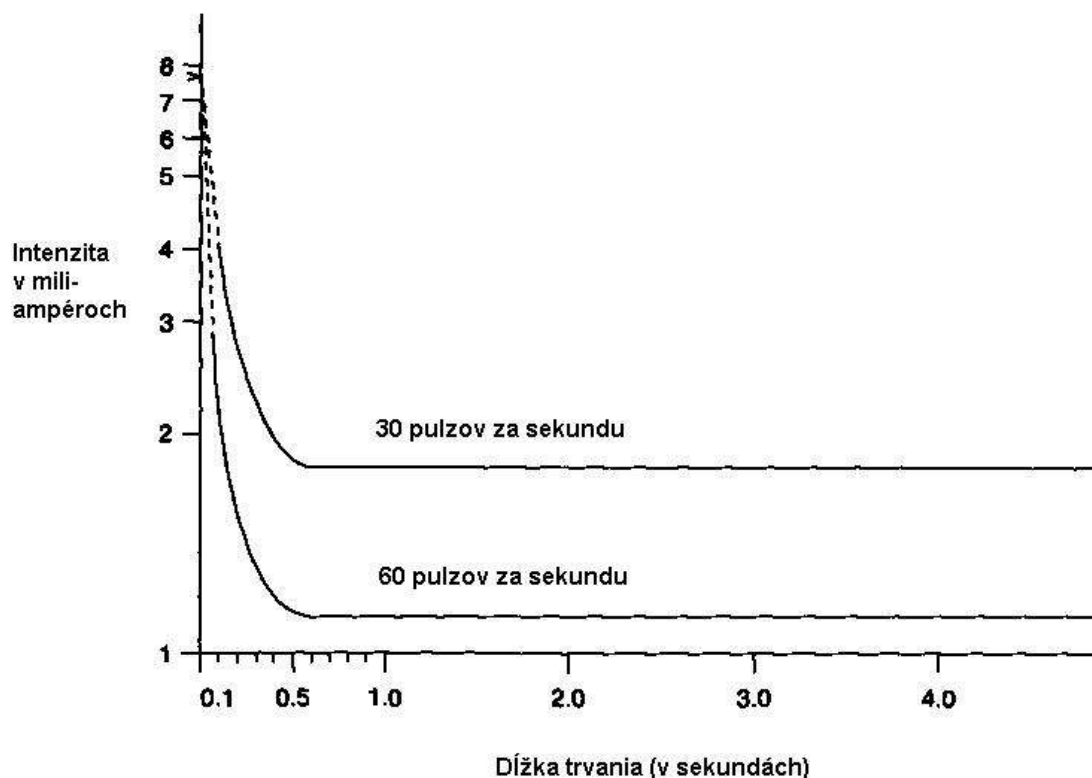 8
7
6
5
Intenzita
v mili-
ampéroch
4
3
2
1
30 pulzov za sekundu
60 pulzov za sekundu
0.1 0.5 1.0 2.0 3.0 4.0
Dĺžka trvania (v sekundách)